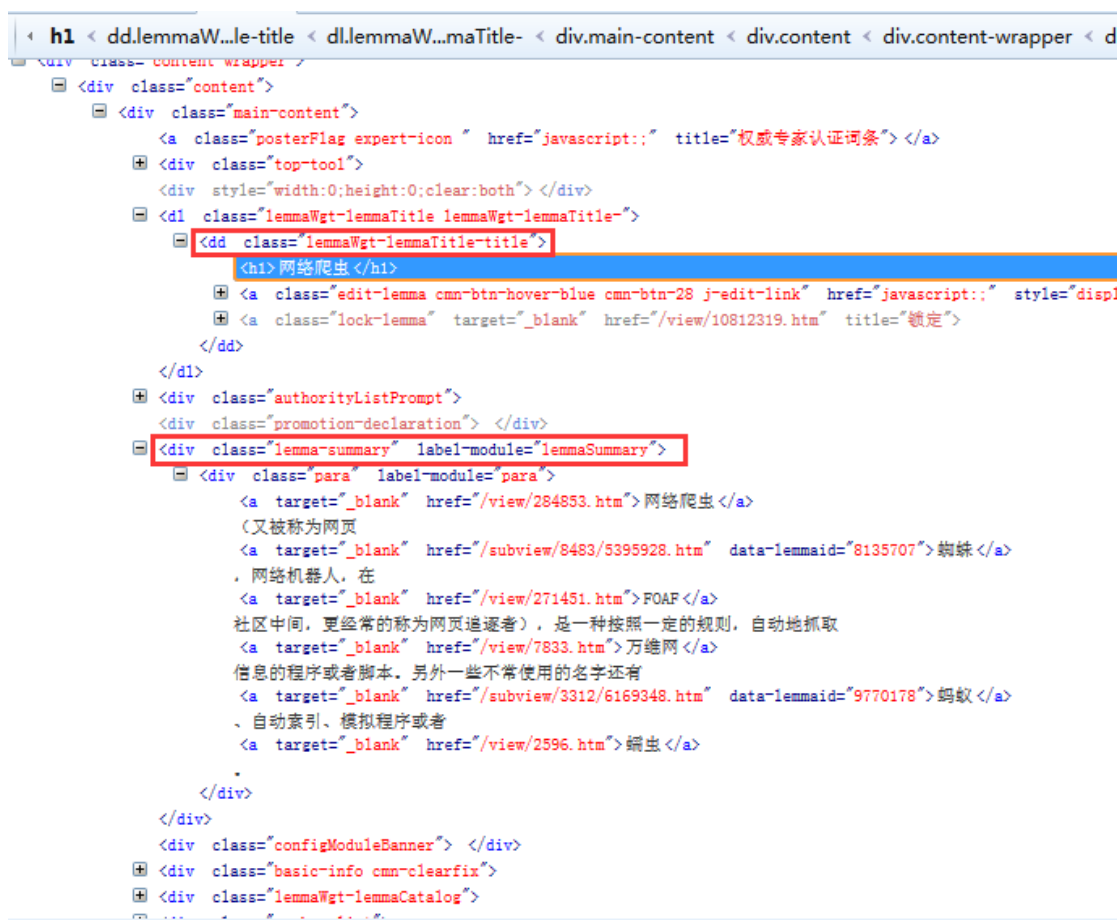 h1 < dd.lemmaW...le-title < dl.lemmaW...maTitle- < div.main-content < div.content < div.content-wrapper < d
<div class="content wrapper">
<div class="content">
<div class="main-content">
<a class="posterFlag expert-icon " href="javascript:;" title="权威专家认证词条"> </a>
<div class="top-tool">
<div style="width:0;height:0;clear:both"> </div>
<dl class="lemmaWgt-lemmaTitle lemmaWgt-lemmaTitle-">
<dd class="lemmaWgt-lemmaTitle-title">
<h1>网络爬虫</h1>
<a class="edit-lemma cmn-btn-hover-blue cmn-btn-28 j-edit-link" href="javascript:;" style="displ
<a class="lock-lemma" target="_blank" href="/view/10812319.htm" title="锁定">
</dd>
</dl>
<div class="authorityListPrompt">
<div class="promotion-declaration"> </div>
<div class="lemma-summary" label-module="lemmaSummary">
<div class="para" label-module="para">
<a target="_blank" href="/view/284853.htm">网络爬虫</a>
（又被称为网页
<a target="_blank" href="/subview/8483/5395928.htm" data-lemmaid="8135707">蜘蛛</a>
，网络机器人，在
<a target="_blank" href="/view/271451.htm">FOAF</a>
社区中间，更经常的称为网页追逐者），是一种按照一定的规则，自动地抓取
<a target="_blank" href="/view/7833.htm">万维网</a>
信息的程序或者脚本。另外一些不常使用的名字还有
<a target="_blank" href="/subview/3312/6169348.htm" data-lemmaid="9770178">蚂蚁</a>
、自动索引、模拟程序或者
<a target="_blank" href="/view/2596.htm">蠕虫</a>
。
</div>
</div>
<div class="configModuleBanner"> </div>
<div class="basic-info cmn-clearfix">
<div class="lemmaWgt-lemmaCatalog">